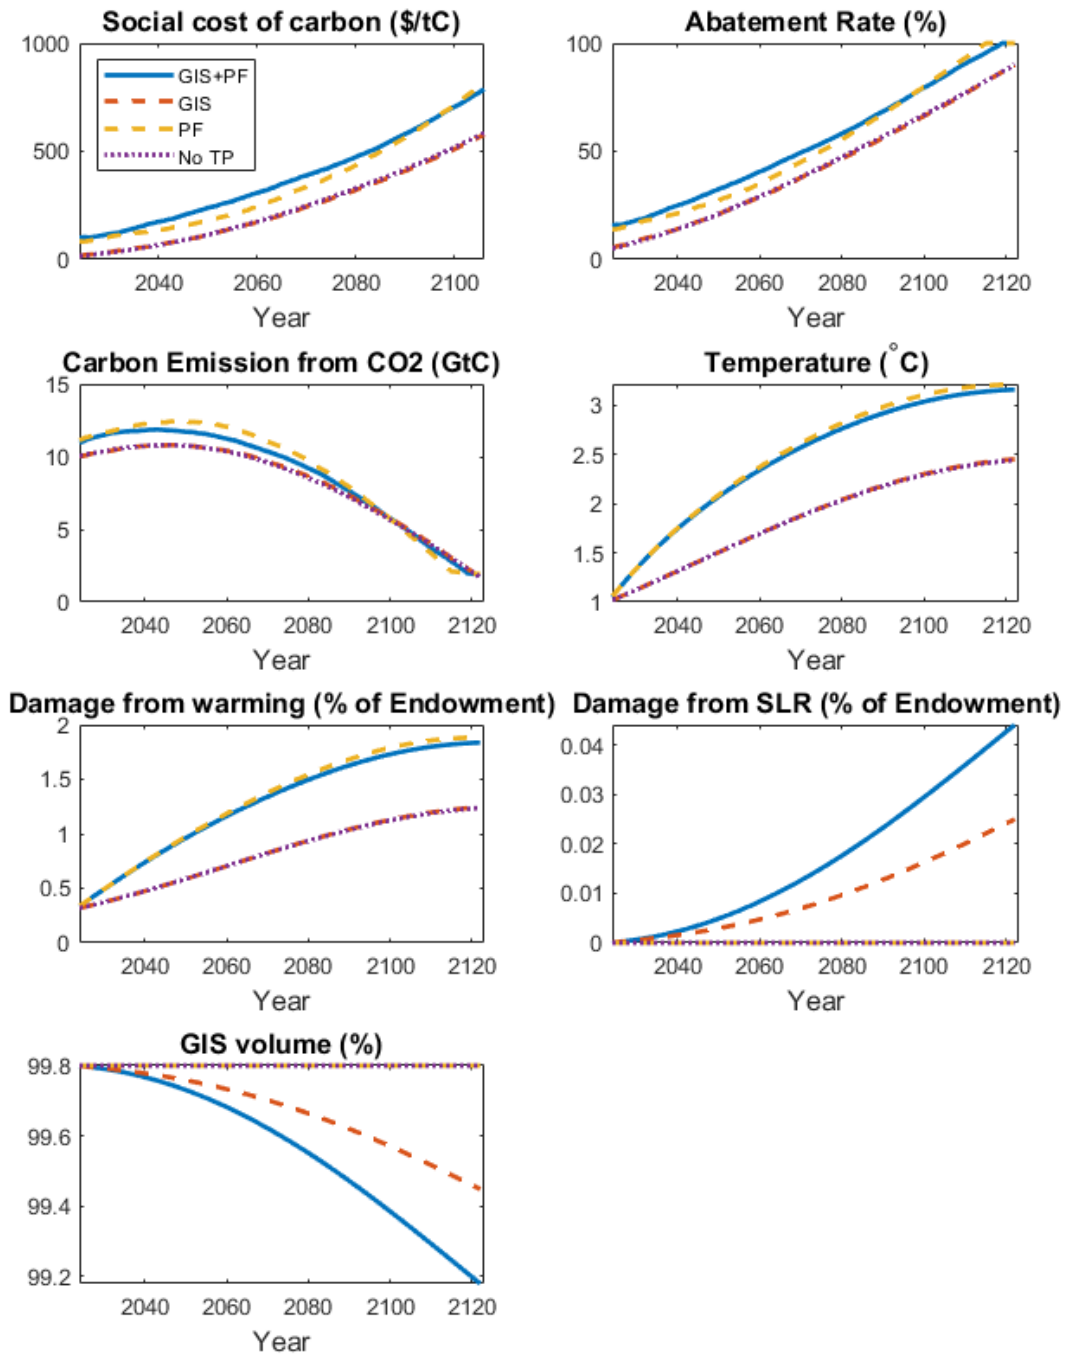 Social cost of carbon ($/tC)
1000
500
0
GIS+PF
GIS
PF
No TP
2040 2060 2080 2100
Year
Abatement Rate (%)
100
50
0
2040 2060 2080 2100 2120
Year
Carbon Emission from CO2 (GtC)
15
10
5
0
2040 2060 2080 2100 2120
Year
Temperature (°C)
3
2.5
2
1.5
1
2040 2060 2080 2100 2120
Year
Damage from warming (% of Endowment)
2
1.5
1
0.5
0
2040 2060 2080 2100 2120
Year
Damage from SLR (% of Endowment)
0.04
0.03
0.02
0.01
0
2040 2060 2080 2100 2120
Year
GIS volume (%)
99.8
99.6
99.4
99.2
2040 2060 2080 2100 2120
Year